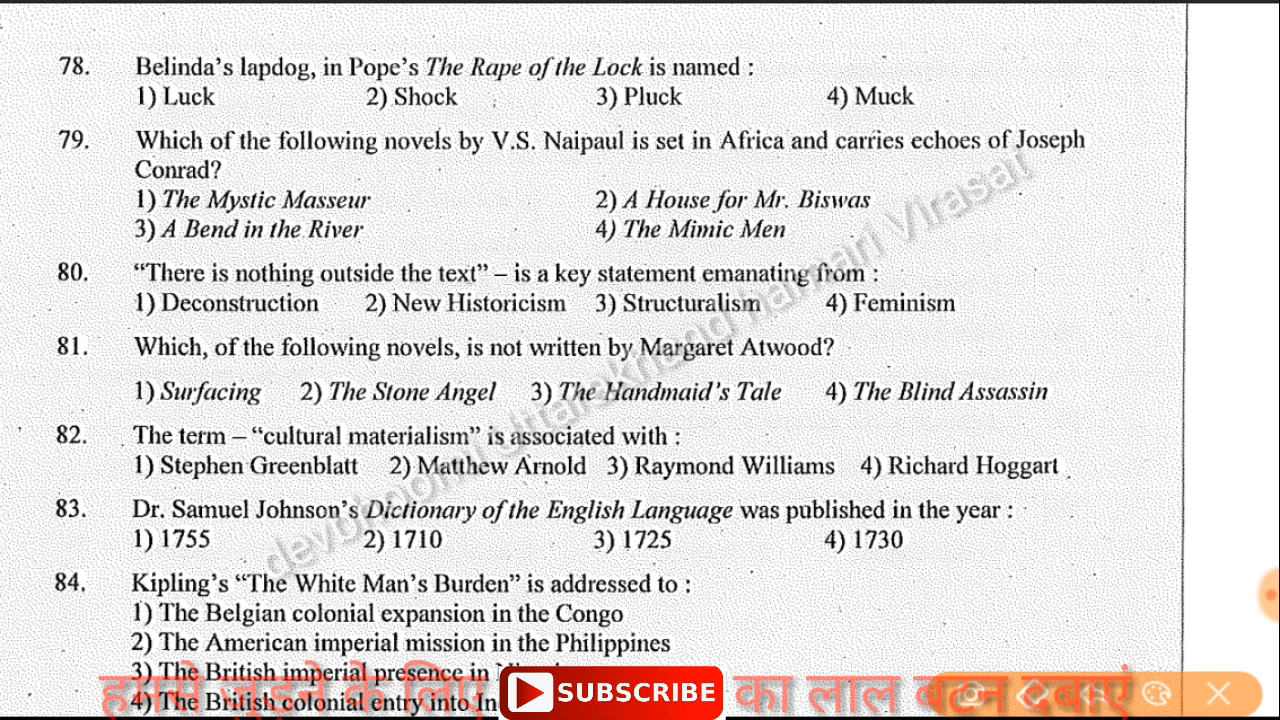 78. Belinda's lapdog, in Pope's The Rape of the Lock is named :
1) Luck 2) Shock 3) Pluck 4) Muck
79. Which of the following novels by V.S. Naipaul is set in Africa and carries echoes of Joseph
Conrad?
1) The Mystic Masseur 2) A House for Mr. Biswas
3) A Bend in the River 4) The Mimic Men
80. “There is nothing outside the text” – is a key statement emanating from :
1) Deconstruction 2) New Historicism 3) Structuralism 4) Feminism
81. Which, of the following novels, is not written by Margaret Atwood?
1) Surfacing 2) The Stone Angel 3) The Handmaid's Tale 4) The Blind Assassin
82. The term – “cultural materialism” is associated with :
1) Stephen Greenblatt 2) Matthew Arnold 3) Raymond Williams 4) Richard Hoggart
83. Dr. Samuel Johnson's Dictionary of the English Language was published in the year :
1) 1755 2) 1710 3) 1725 4) 1730
84. Kipling's “The White Man's Burden” is addressed to :
1) The Belgian colonial expansion in the Congo
2) The American imperial mission in the Philippines
3) The British imperial presence in
4) The British colonial entry into
devbhoomi Uttarakhand hamari Virasat
हमसे जुड़ने के लिए SUBSCRIBE का लाल बटन दबाएं